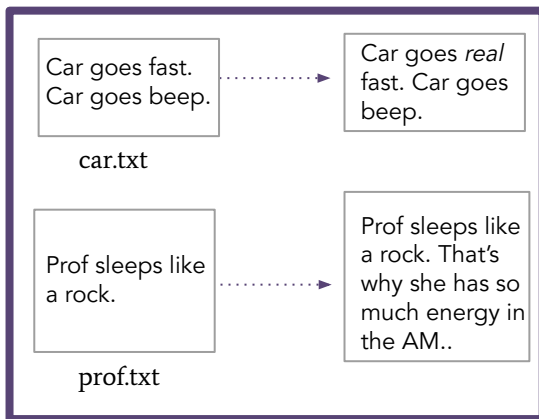 Car goes fast.
Car goes beep.
car.txt
Car goes real
fast. Car goes
beep.
Prof sleeps like
a rock.
prof.txt
Prof sleeps like
a rock. That's
why she has so
much energy in
the AM..